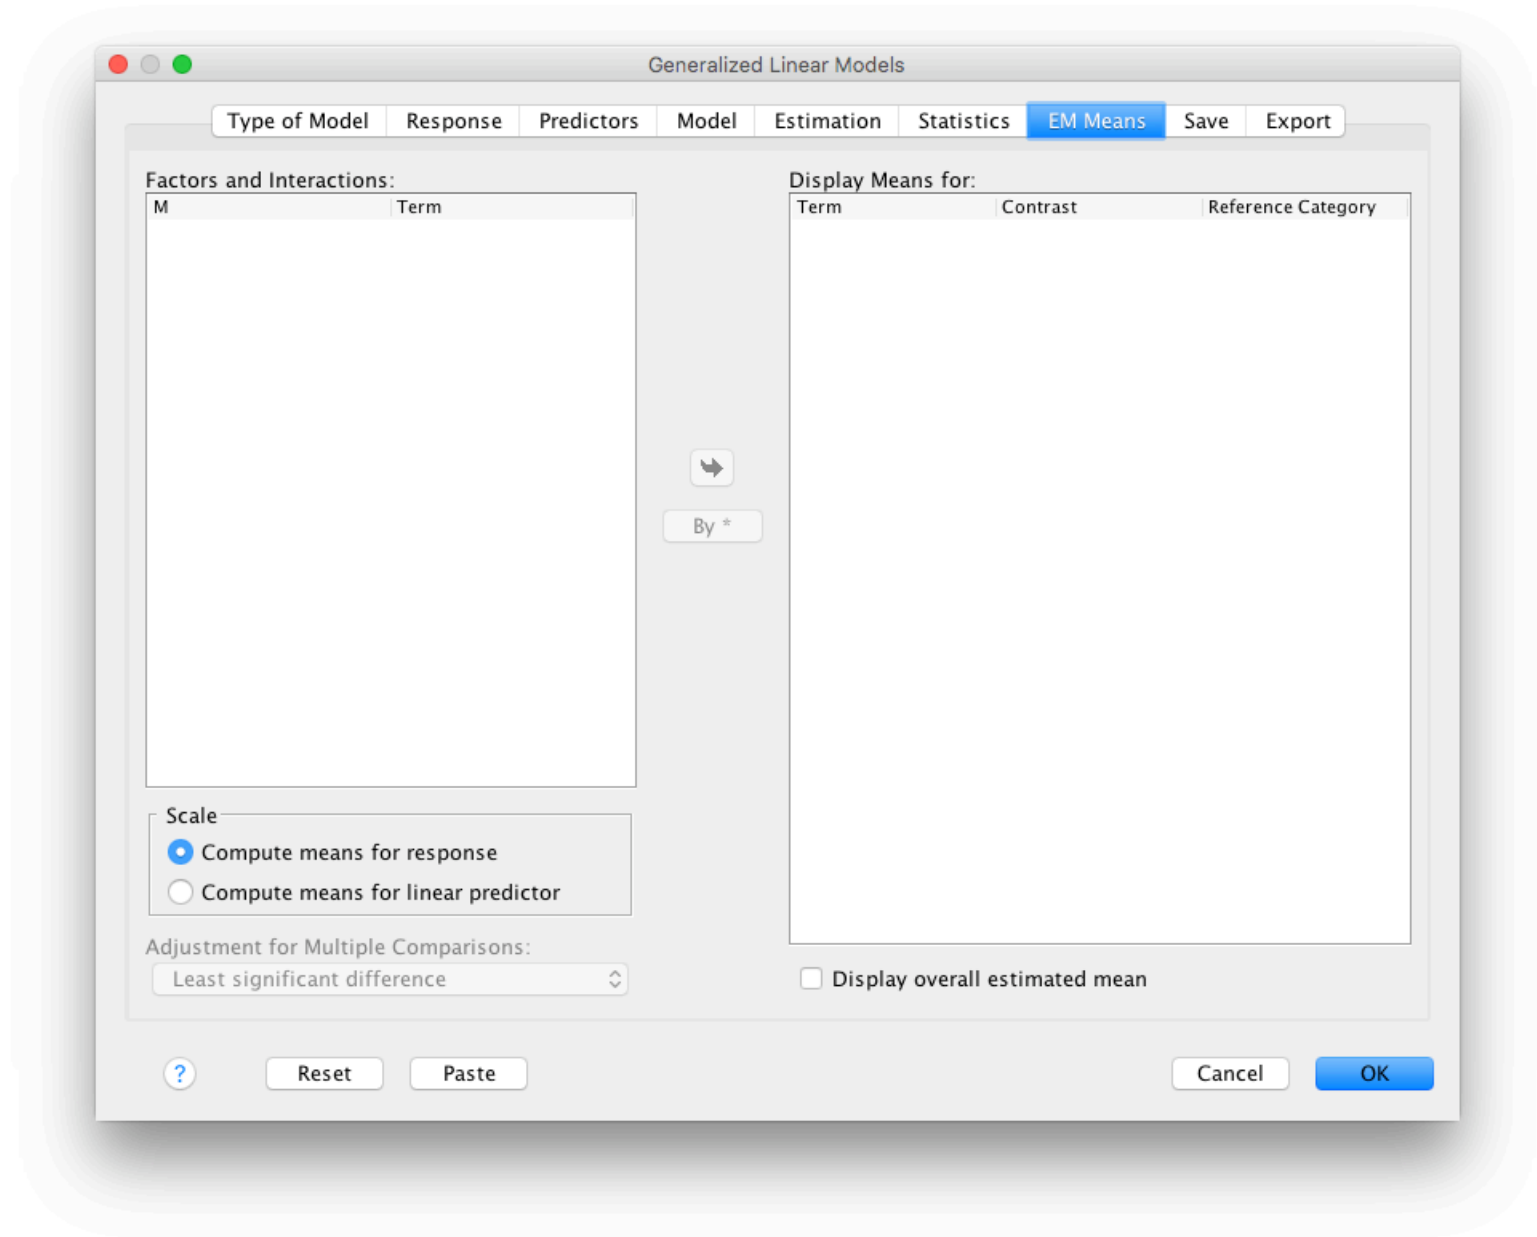 Generalized Linear Models
Type of Model Response Predictors Model Estimation Statistics EM Means Save Export
Factors and Interactions:
M Term
Display Means for:
Term Contrast Reference Category
By *
Scale
Compute means for response
Compute means for linear predictor
Adjustment for Multiple Comparisons:
Least significant difference
Display overall estimated mean
? Reset Paste Cancel OK